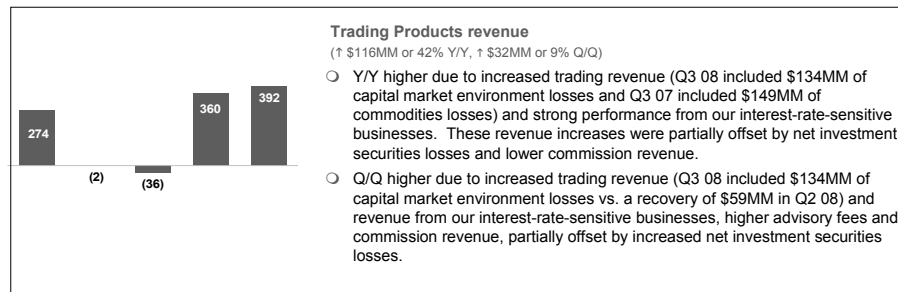 274
(2)
(36)
360
392
Trading Products revenue
(↑ $116MM or 42% Y/Y, ↑ $32MM or 9% Q/Q)
❍ Y/Y higher due to increased trading revenue (Q3 08 included $134MM of
capital market environment losses and Q3 07 included $149MM of
commodities losses) and strong performance from our interest-rate-sensitive
businesses. These revenue increases were partially offset by net investment
securities losses and lower commission revenue.
❍ Q/Q higher due to increased trading revenue (Q3 08 included $134MM of
capital market environment losses vs. a recovery of $59MM in Q2 08) and
revenue from our interest-rate-sensitive businesses, higher advisory fees and
commission revenue, partially offset by increased net investment securities
losses.